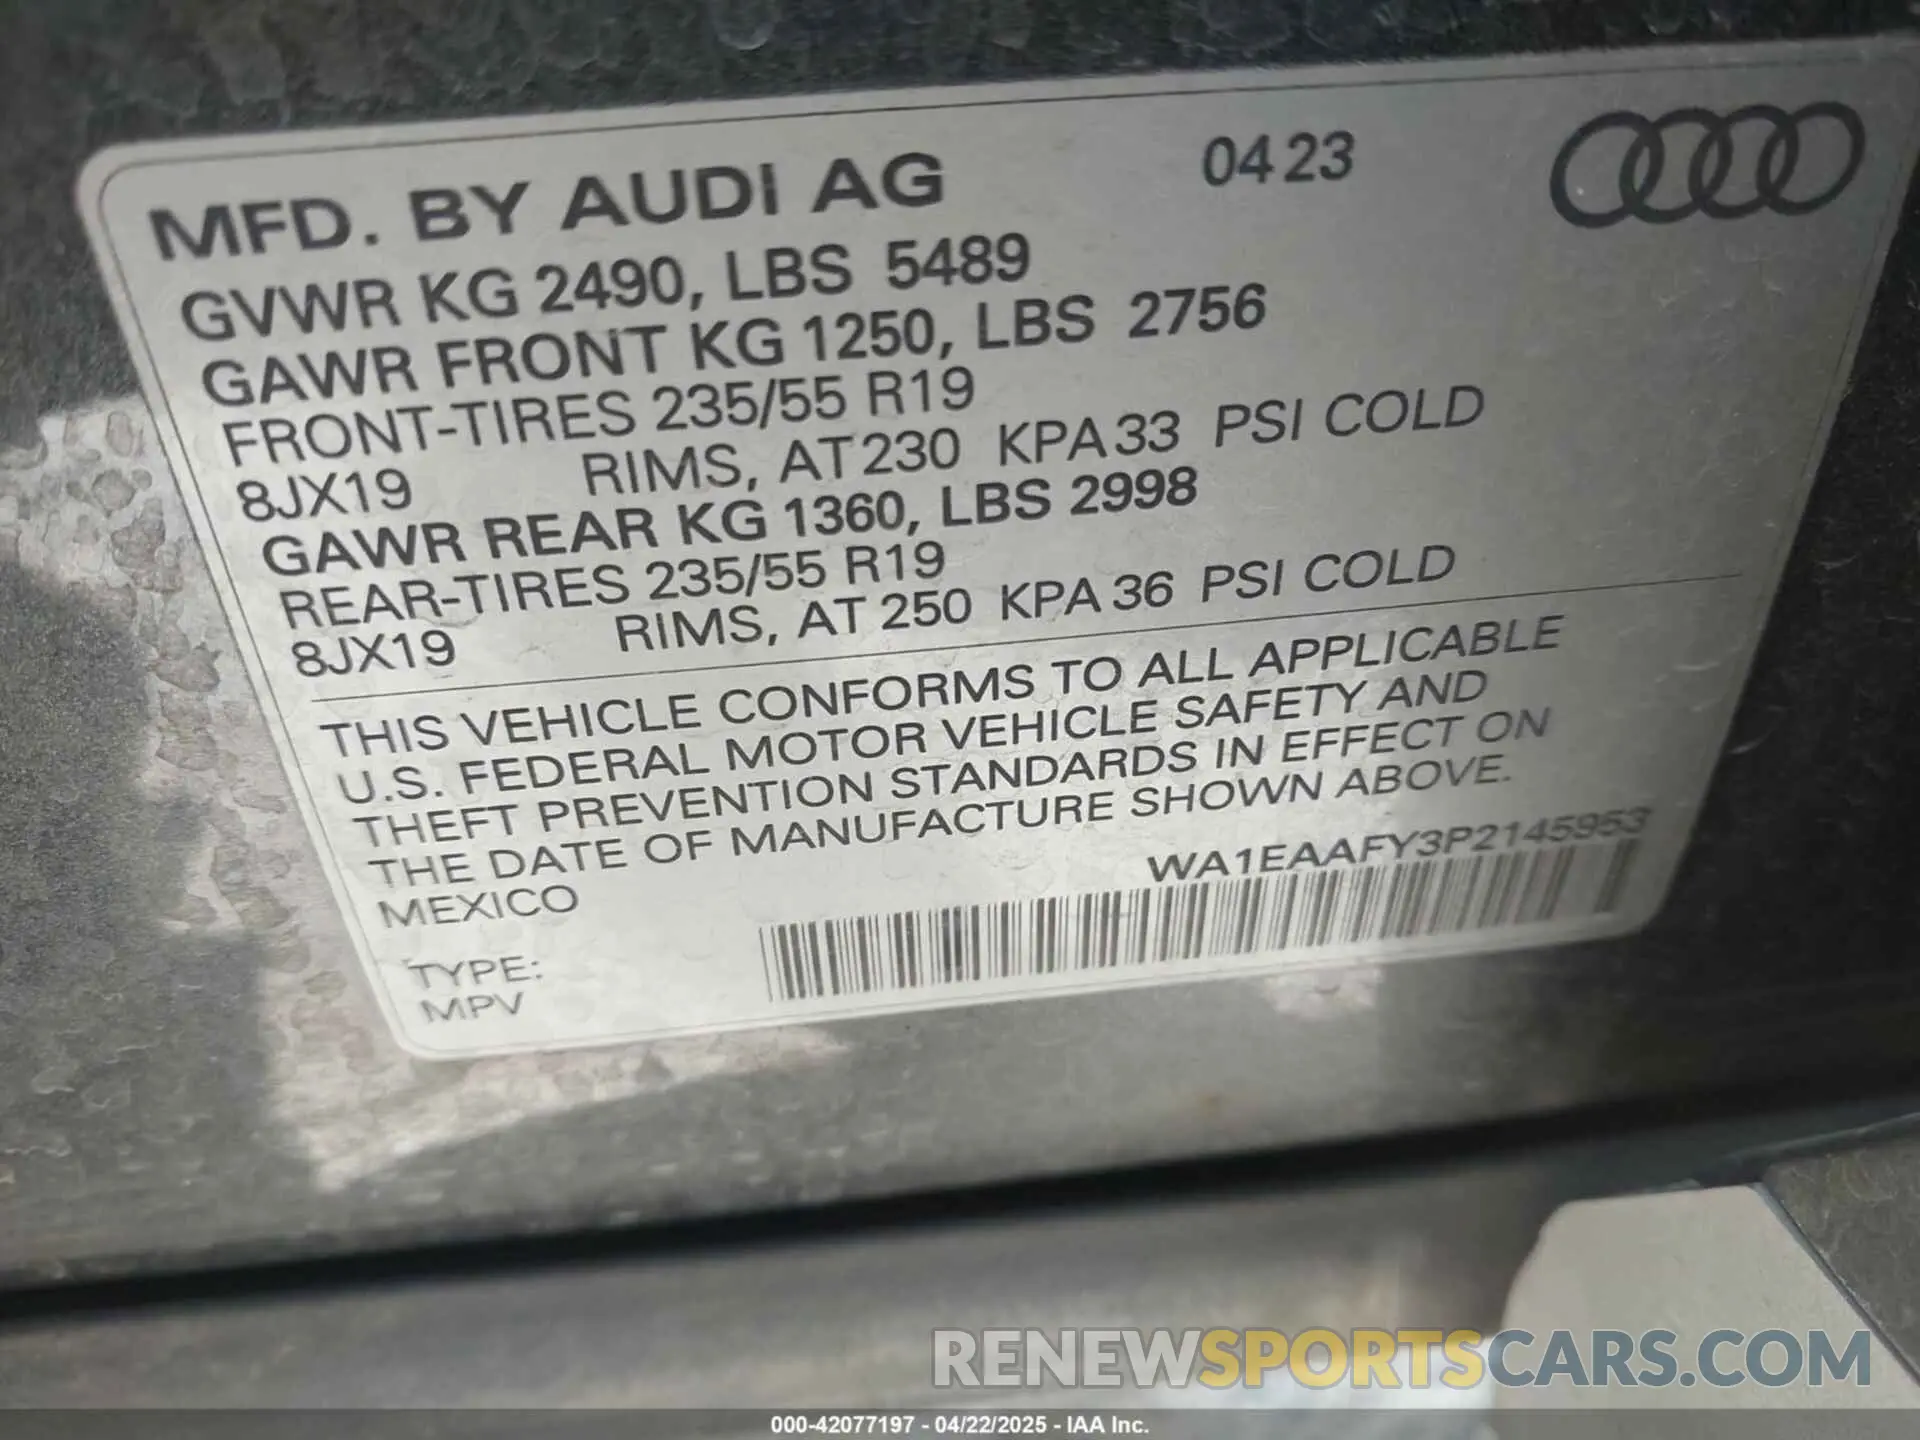 MFD. BY AUDI AG 0423
GVWR KG 2490, LBS 5489
GAWR FRONT KG 1250, LBS 2756
FRONT-TIRES 235/55 R19
8JX19 RIMS, AT 230 KPA 33 PSI COLD
GAWR REAR KG 1360, LBS 2998
REAR-TIRES 235/55 R19
8JX19 RIMS, AT 250 KPA 36 PSI COLD
THIS VEHICLE CONFORMS TO ALL APPLICABLE
U.S. FEDERAL MOTOR VEHICLE SAFETY AND
THEFT PREVENTION STANDARDS IN EFFECT ON
THE DATE OF MANUFACTURE SHOWN ABOVE.
MEXICO WA1EAAFY3P2145953
TYPE:
MPV
RENEWSPORTSCARS.COM
000-42077197 - 04/22/2025 - IAA Inc.